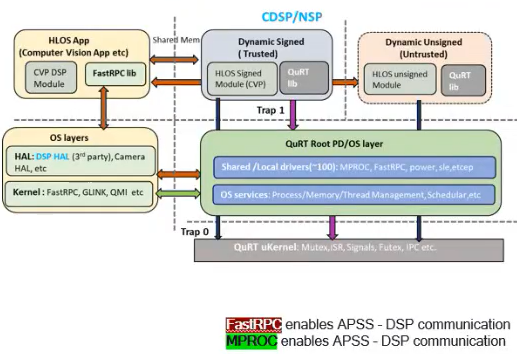 CDSP/NSP
HLOS App
(Computer Vision App etc)
CVP DSP
Module
FastRPC lib
Shared Mem
Dynamic Signed
( Trusted)
HLOS Signed
Module (CVP)
QuRT
lib
Dynamic Unsigned
(Untrusted)
HLOS unsigned
Module
QuRT
lib
Trap 1
OS layers
HAL: DSP HAL (3rd party), Camera
HAL, etc
Kernel : FastRPC, GLINK, QMI etc
QuRT Root PD/OS layer
Shared /Local drivers(~100): MPROC, FastRPC, power, sle,etcep
OS services: Process/Memory/Thread Management, Schedular,etc
Trap 0
QuRT uKernel: Mutex,iSR, Signals, Futex, IPC etc.
FastRPC enables APSS - DSP communication
MPROC enables APSS - DSP communication